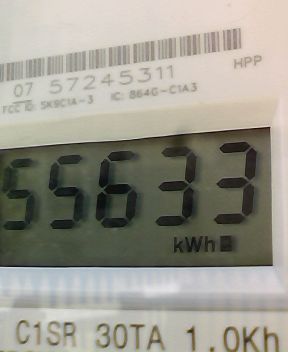 HPP
07 57245311
FCC ID: SK9C1A-3 IC: 864G-C1A3
55633
kWh
C1SR 30TA 1.0Kh